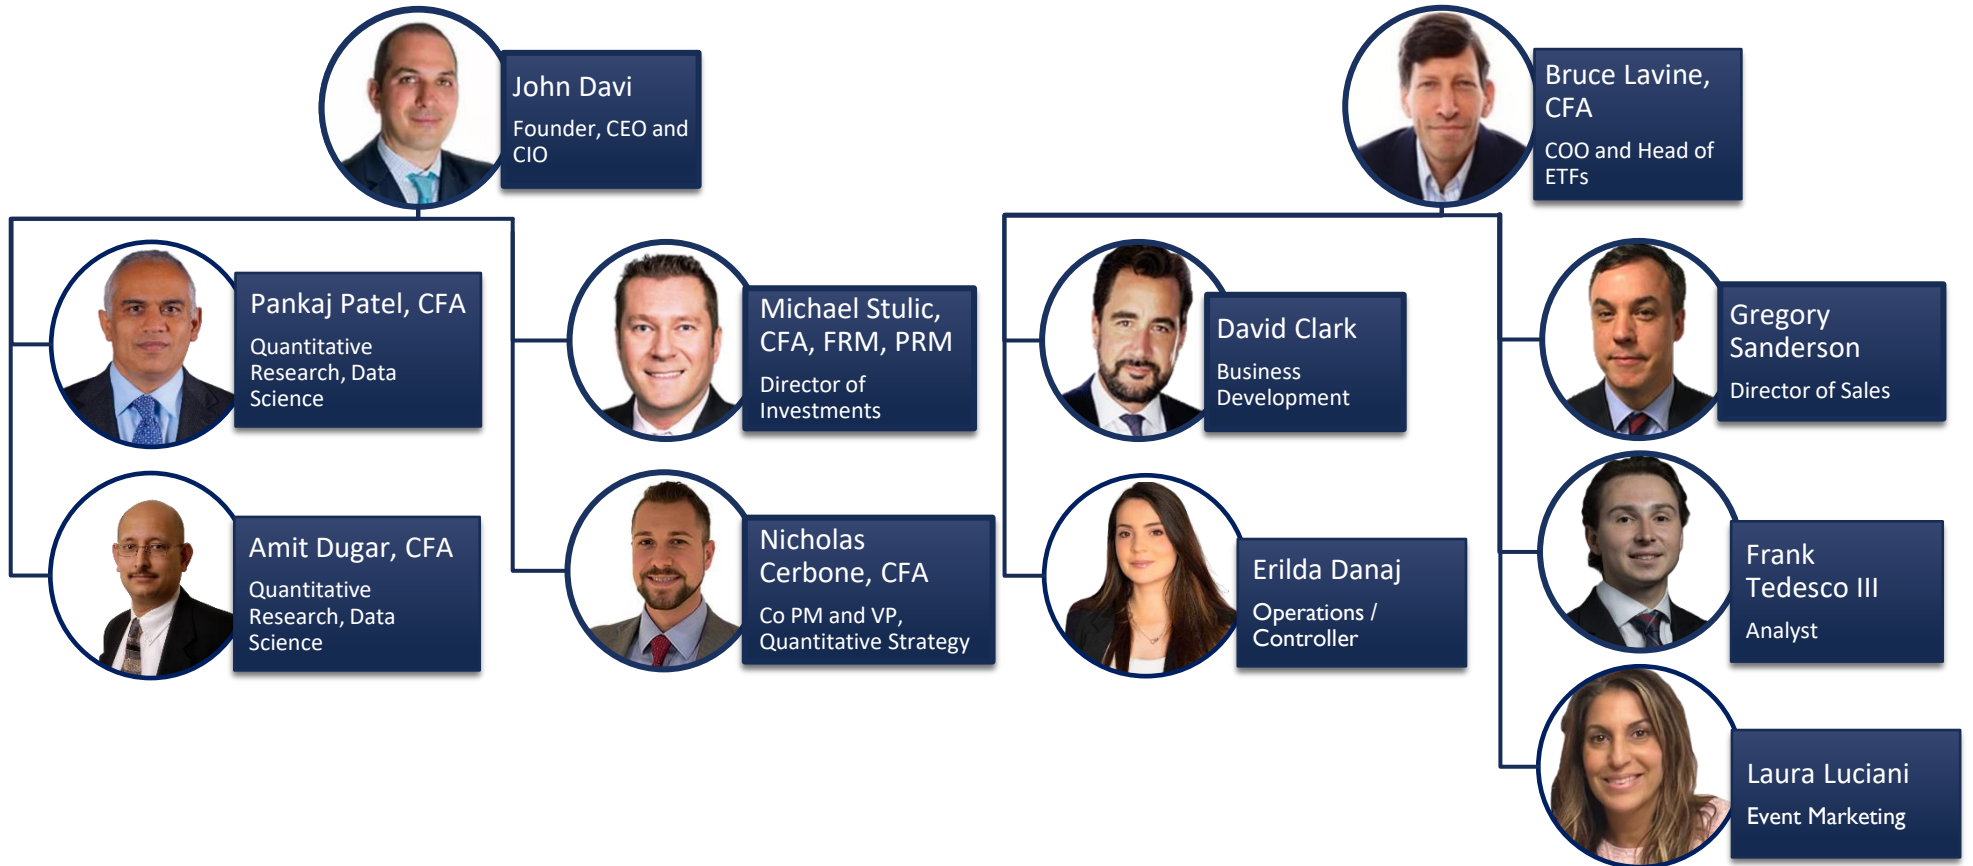 John Davi
Founder, CEO and
CIO
Bruce Lavine,
CFA
COO and Head of
ETFs
Pankaj Patel, CFA
Quantitative
Research, Data
Science
Michael Stulic,
CFA, FRM, PRM
Director of
Investments
David Clark
Business
Development
Gregory
Sanderson
Director of Sales
Amit Dugar, CFA
Quantitative
Research, Data
Science
Nicholas
Cerbone, CFA
Co PM and VP,
Quantitative Strategy
Erilda Danaj
Operations /
Controller
Frank
Tedesco III
Analyst
Laura Luciani
Event Marketing